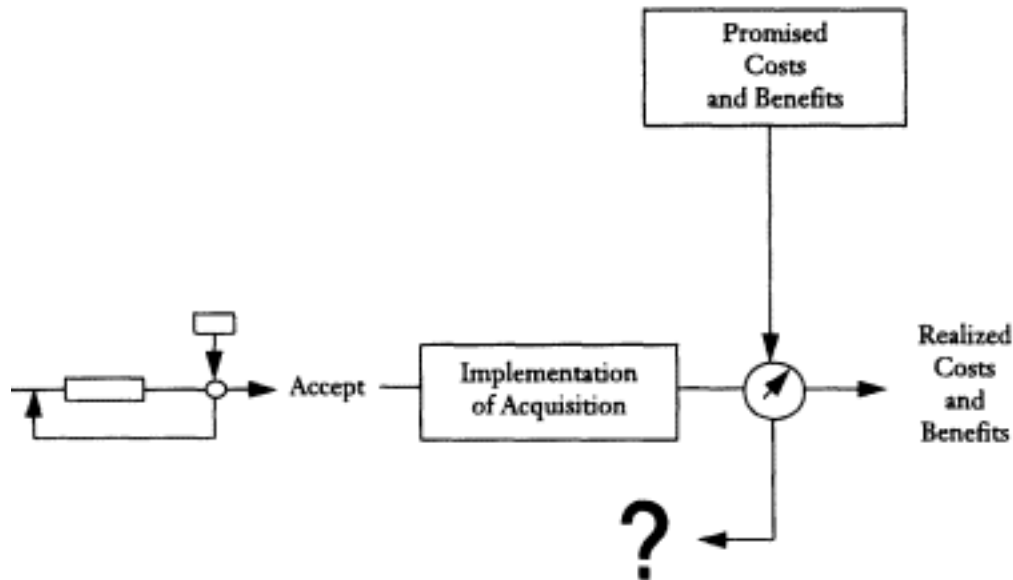 Promised
Costs
and Benefits
Accept
Implementation
of Acquisition
Realized
Costs
and
Benefits
?